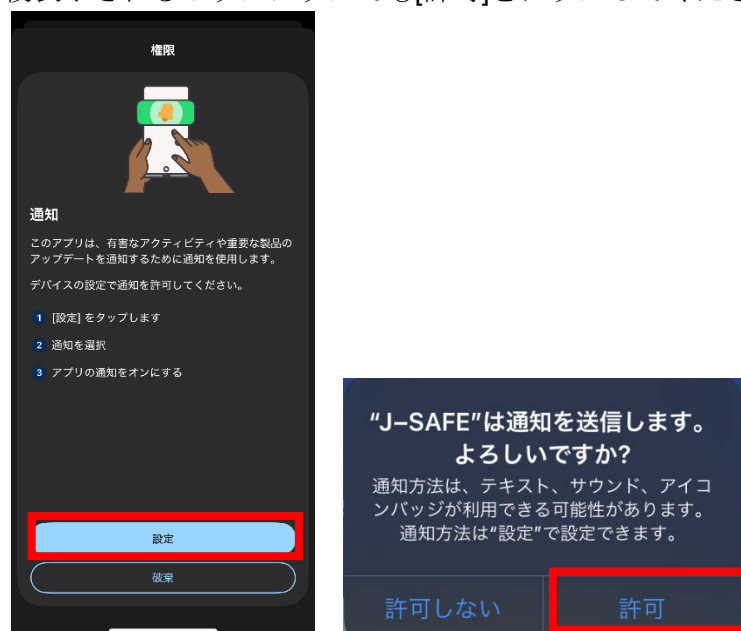 [許可]を
権限
通知
このアプリは、有害なアクティビティや重要な製品の
アップデートを通知するために通知を使用します。
デバイスの設定で通知を許可してください。
1 [設定] をタップします
2 通知を選択
3 アプリの通知をオンにする
設定
破棄
“J-SAFE”は通知を送信します。
よろしいですか?
通知方法は、テキスト、サウンド、アイコ
ンバッジが利用できる可能性があります。
通知方法は“設定”で設定できます。
許可しない
許可